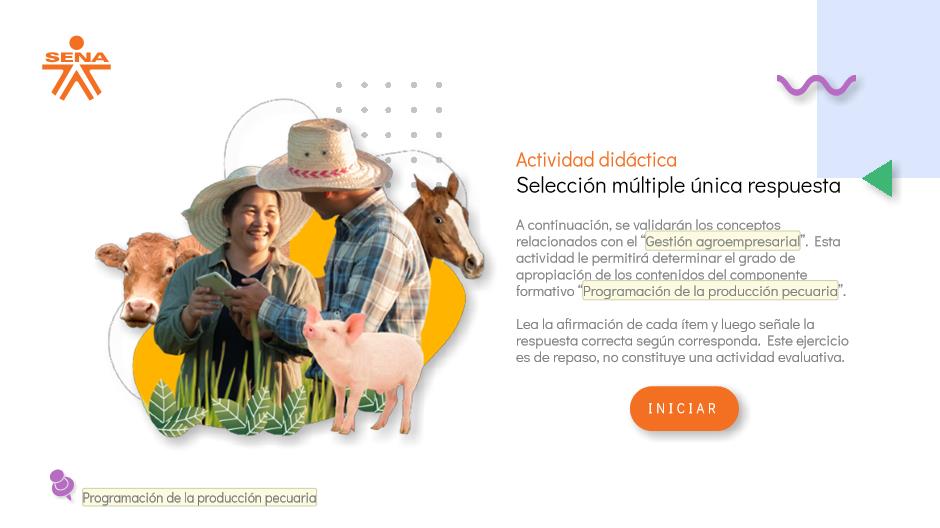 SENA
Actividad didáctica
Selección múltiple única respuesta
A continuación, se validarán los conceptos
relacionados con el “Gestión agroempresarial”. Esta
actividad le permitirá determinar el grado de
apropiación de los contenidos del componente
formativo “Programación de la producción pecuaria”.
Lea la afirmación de cada ítem y luego señale la
respuesta correcta según corresponda. Este ejercicio
es de repaso, no constituye una actividad evaluativa.
INICIAR
Programación de la producción pecuaria